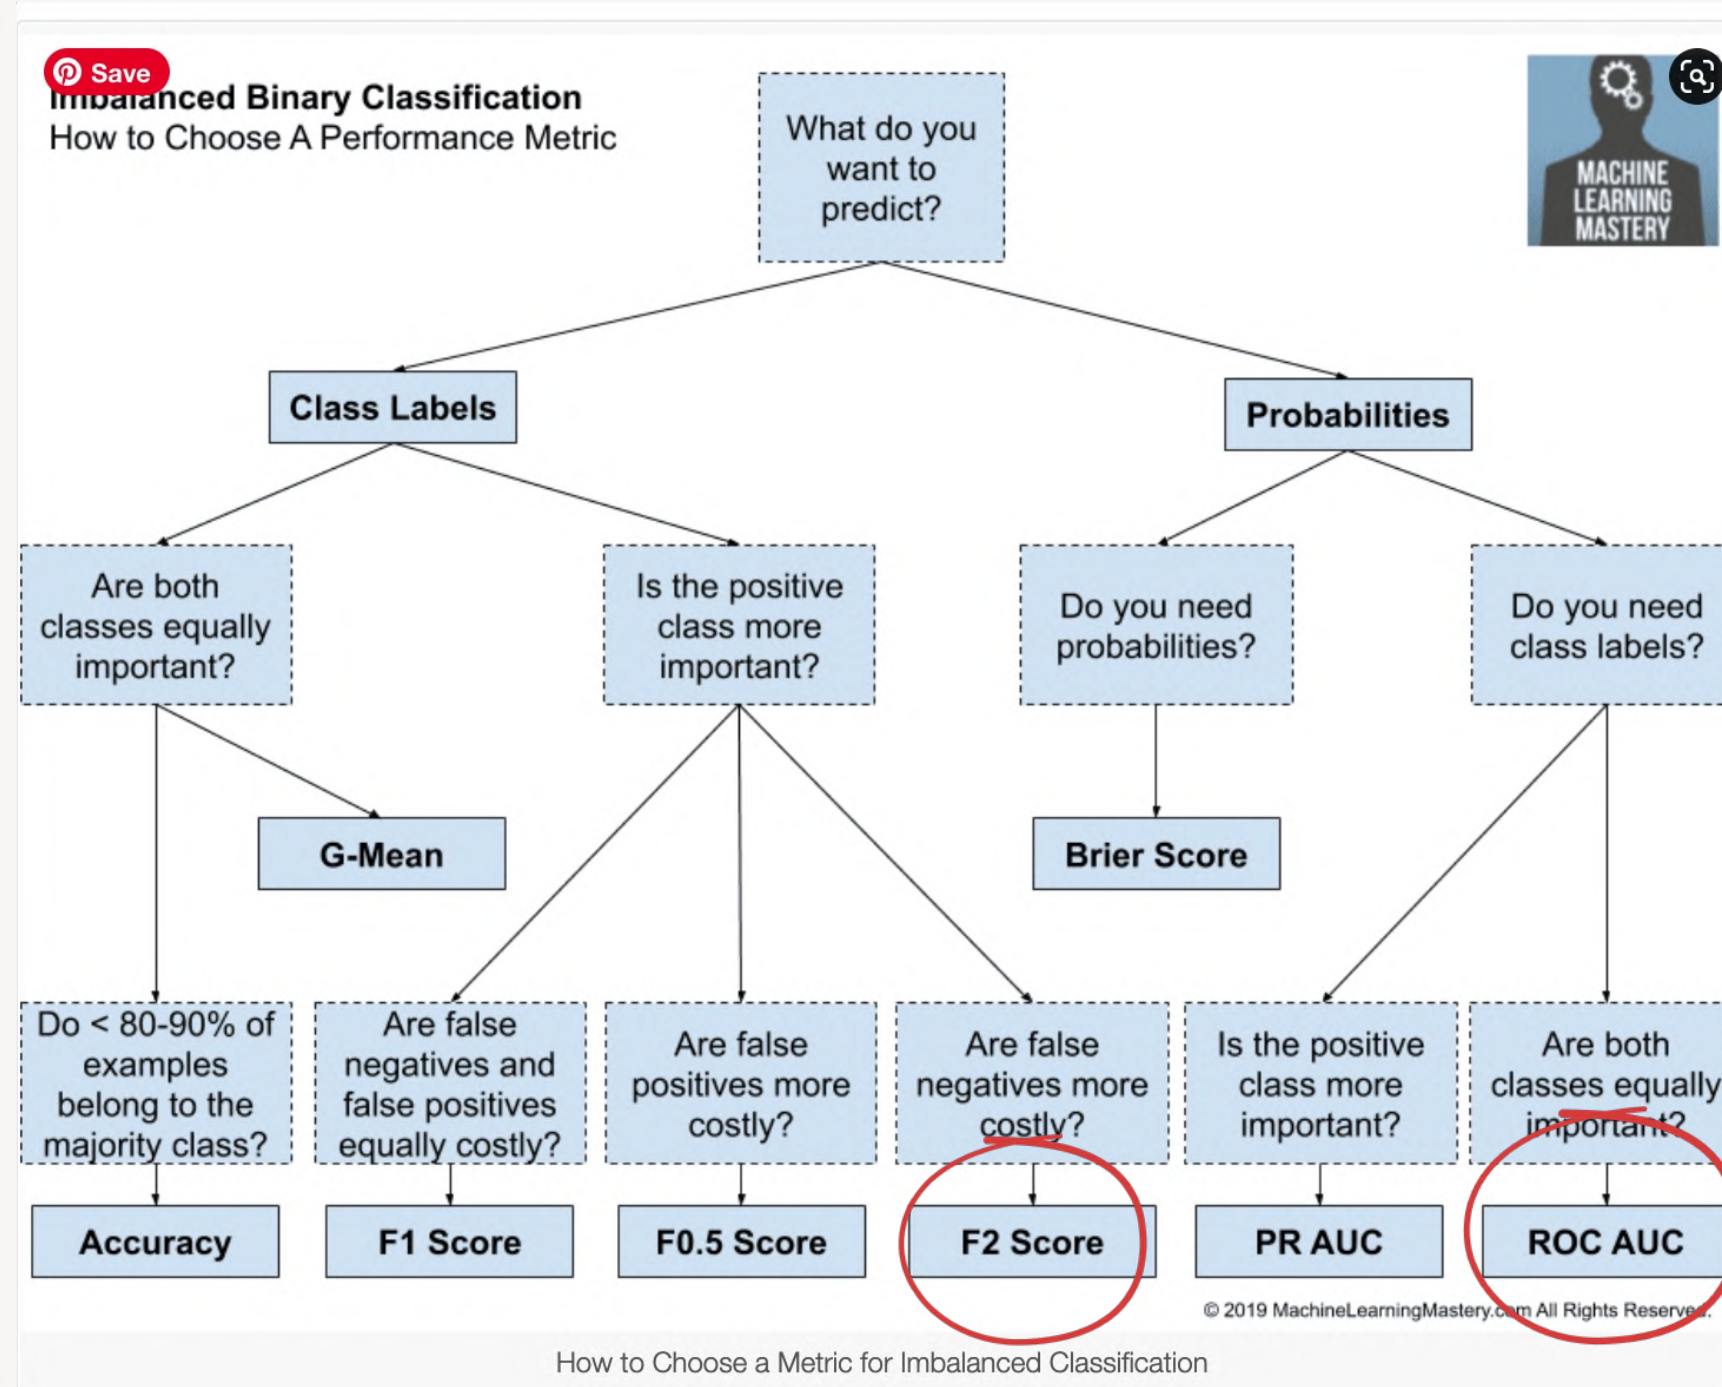 Save
Imbalanced Binary Classification
How to Choose A Performance Metric
MACHINE
LEARNING
MASTERY
What do you
want to
predict?
Class Labels
Probabilities
Are both
classes equally
important?
Is the positive
class more
important?
Do you need
probabilities?
Do you need
class labels?
G-Mean
Brier Score
Do < 80-90% of
examples
belong to the
majority class?
Are false
negatives and
false positives
equally costly?
Are false
positives more
costly?
Are false
negatives more
costly?
Is the positive
class more
important?
Are both
classes equally
important?
Accuracy
F1 Score
F0.5 Score
F2 Score
PR AUC
ROC AUC
© 2019 MachineLearningMastery.com All Rights Reserved.
How to Choose a Metric for Imbalanced Classification